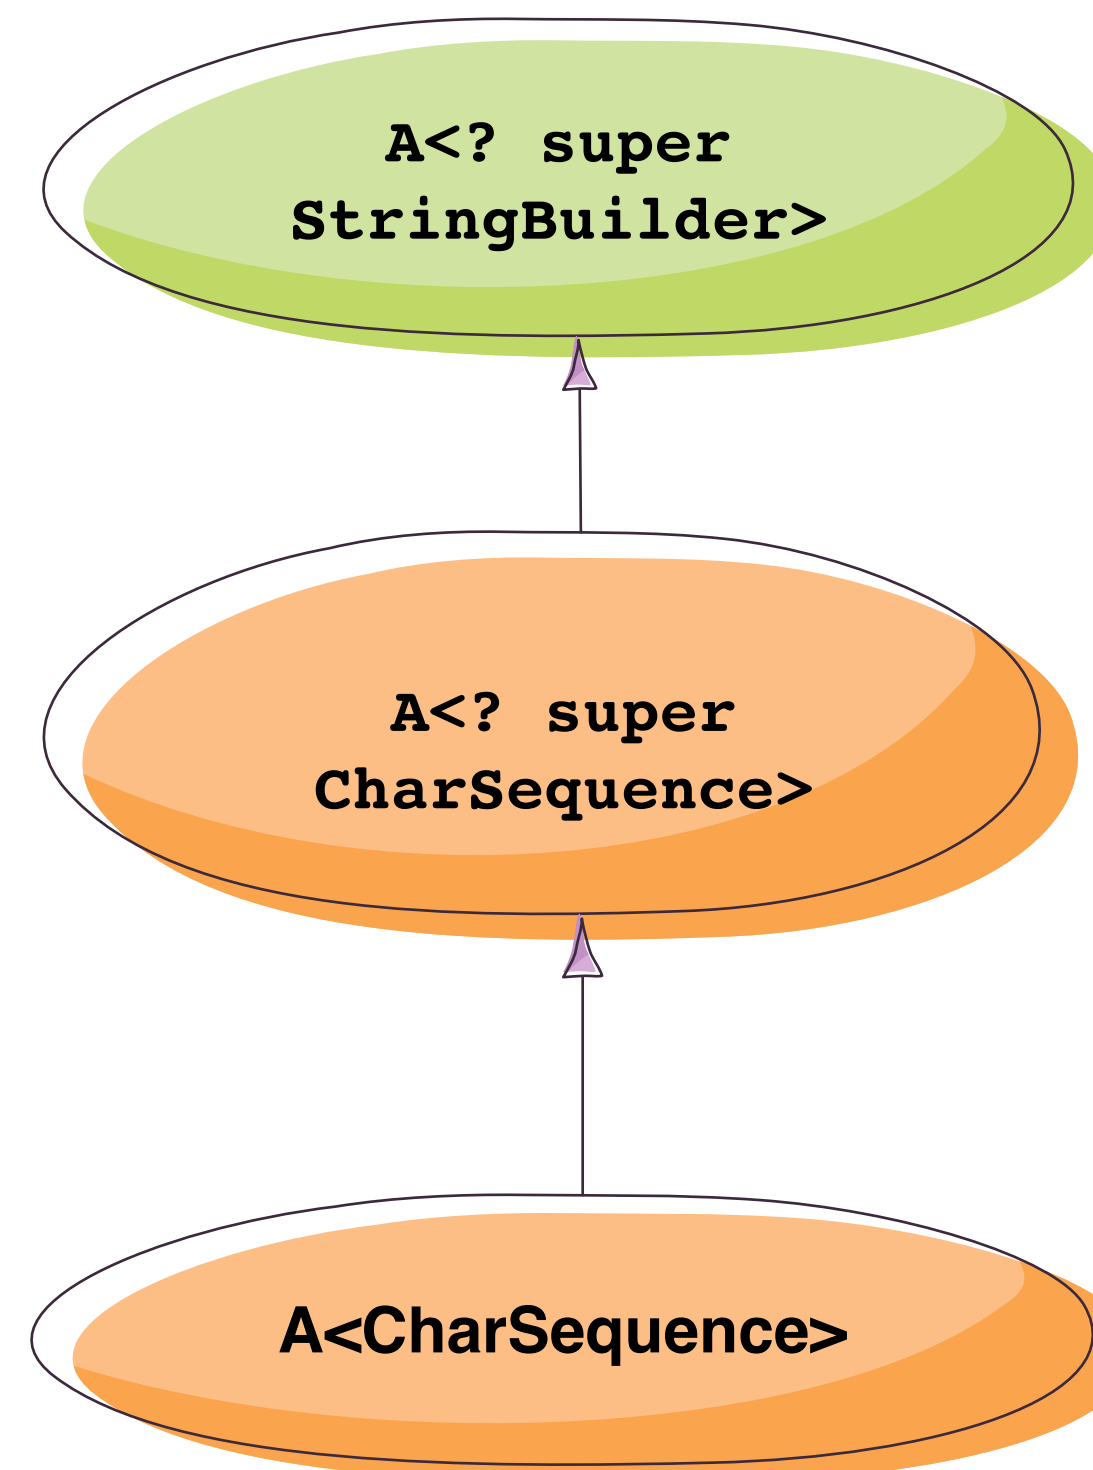 A<? super
StringBuilder>
A<? super
CharSequence>
A<CharSequence>